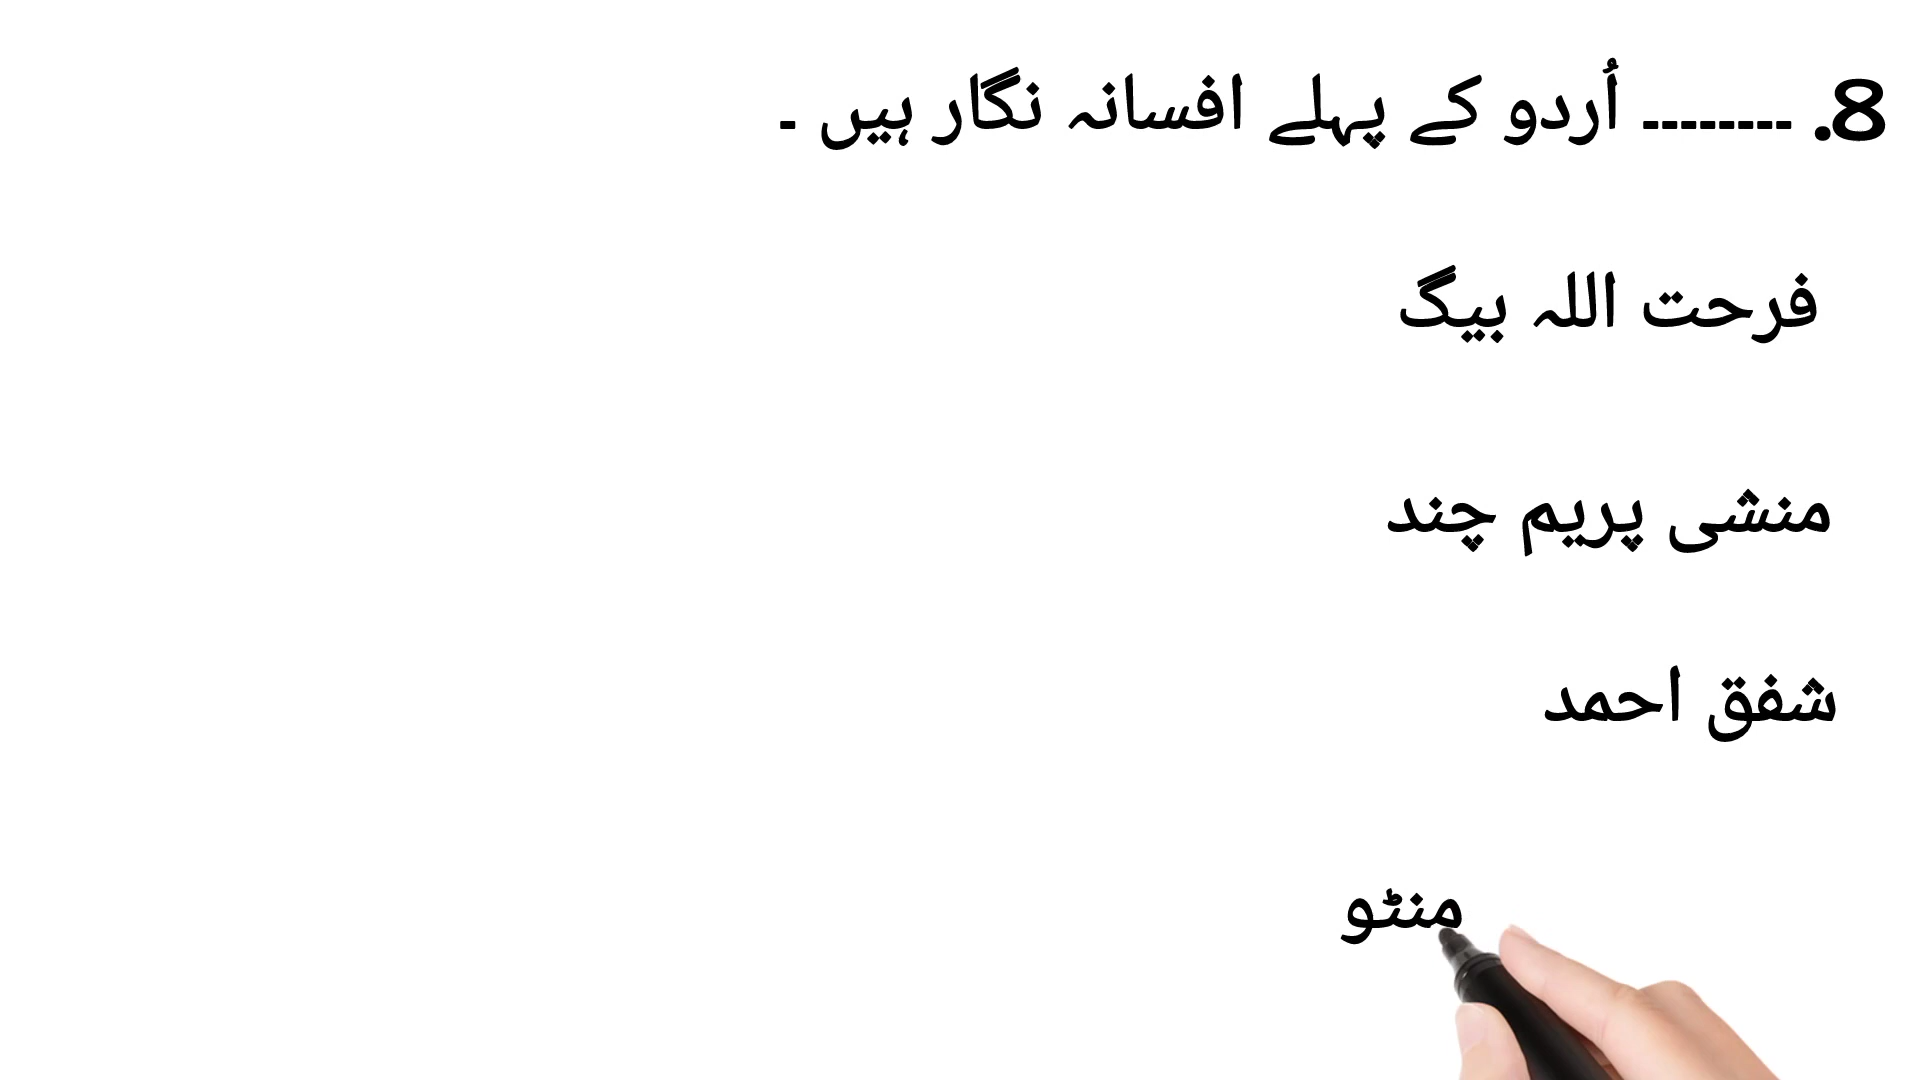 8. -------- اُردو کے پہلے افسانہ نگار ہیں ۔
فرحت اللہ بیگ
منشی پریم چند
شفق احمد
منٹو